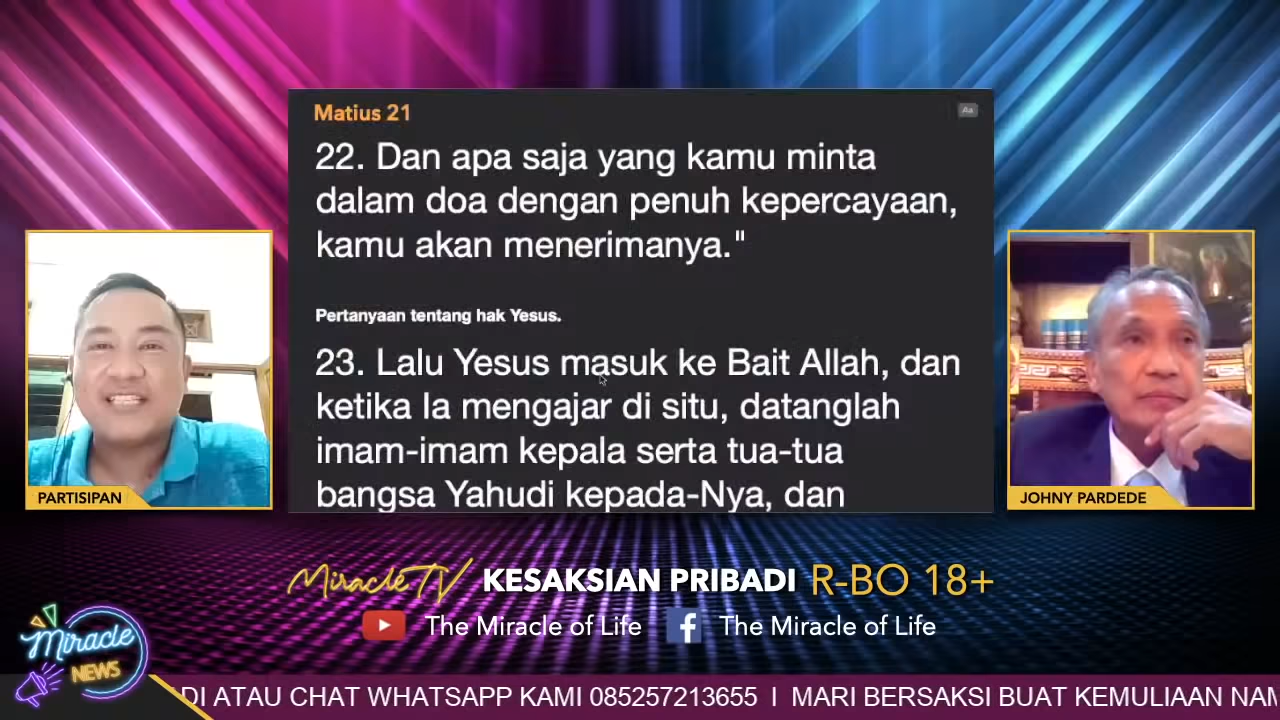 Matius 21
Aa
22. Dan apa saja yang kamu minta
dalam doa dengan penuh kepercayaan,
kamu akan menerimanya."
Pertanyaan tentang hak Yesus.
23. Lalu Yesus masuk ke Bait Allah, dan
ketika Ia mengajar di situ, datanglah
imam-imam kepala serta tua-tua
bangsa Yahudi kepada-Nya, dan
PARTISIPAN
JOHNY PARDEDE
MiracleTV KESAKSIAN PRIBADI R-BO 18+
The Miracle of Life
The Miracle of Life
Miracle
NEWS
DI ATAU CHAT WHATSAPP KAMI 085257213655 I MARI BERSAKSI BUAT KEMULIAAN NAM